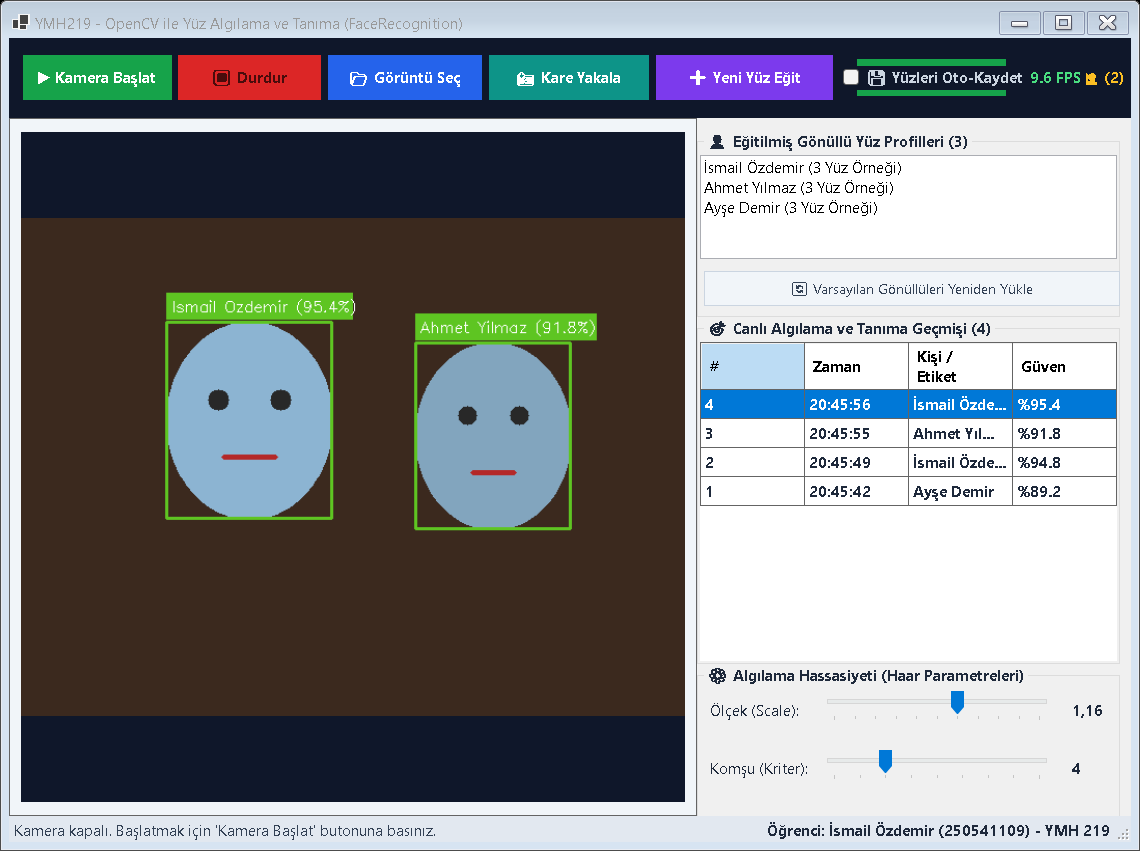 YMH219 - OpenCV ile Yüz Algılama ve Tanıma (FaceRecognition)
Kamera Başlat
Durdur
Görüntü Seç
Kare Yakala
Yeni Yüz Eğit
Yüzleri Oto-Kaydet
9.6 FPS
(2)
Eğitilmiş Gönüllü Yüz Profilleri (3)
İsmail Özdemir (3 Yüz Örneği)
Ahmet Yılmaz (3 Yüz Örneği)
Ayşe Demir (3 Yüz Örneği)
Varsayılan Gönüllüleri Yeniden Yükle
Ismail Ozdemir (95.4%)
Ahmet Yilmaz (91.8%)
Canlı Algılama ve Tanıma Geçmişi (4)
# Zaman Kişi / Etiket Güven
4 20:45:56 İsmail Özde... %95.4
3 20:45:55 Ahmet Yıl... %91.8
2 20:45:49 İsmail Özde... %94.8
1 20:45:42 Ayşe Demir %89.2
Algılama Hassasiyeti (Haar Parametreleri)
Ölçek (Scale): 1,16
Komşu (Kriter): 4
Kamera kapalı. Başlatmak için 'Kamera Başlat' butonuna basınız.
Öğrenci: İsmail Özdemir (250541109) - YMH 219